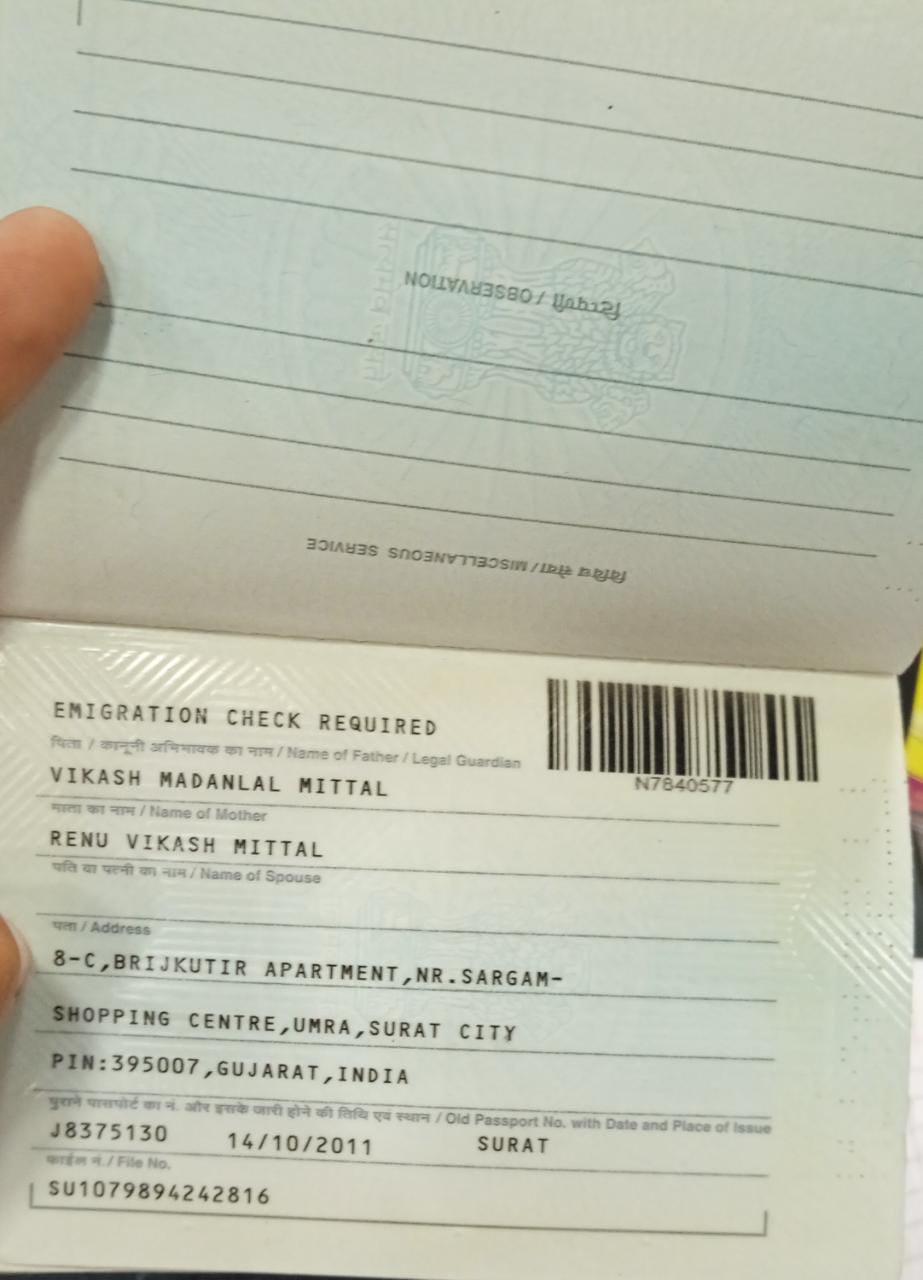 टिप्पणी / OBSERVATION
विविध सेवा / MISCELLANEOUS SERVICE
EMIGRATION CHECK REQUIRED
पिता / कानूनी अभिभावक का नाम / Name of Father / Legal Guardian
VIKASH MADANLAL MITTAL
N7840577
माता का नाम / Name of Mother
RENU VIKASH MITTAL
पति या पत्नी का नाम / Name of Spouse
पता / Address
8-C,BRIJKUTIR APARTMENT,NR.SARGAM-
SHOPPING CENTRE,UMRA,SURAT CITY
PIN:395007,GUJARAT,INDIA
पुराने पासपोर्ट का नं. और इसके जारी होने की तिथि एवं स्थान / Old Passport No. with Date and Place of Issue
J8375130 14/10/2011 SURAT
फाईल नं./ File No.
SU1079894242816